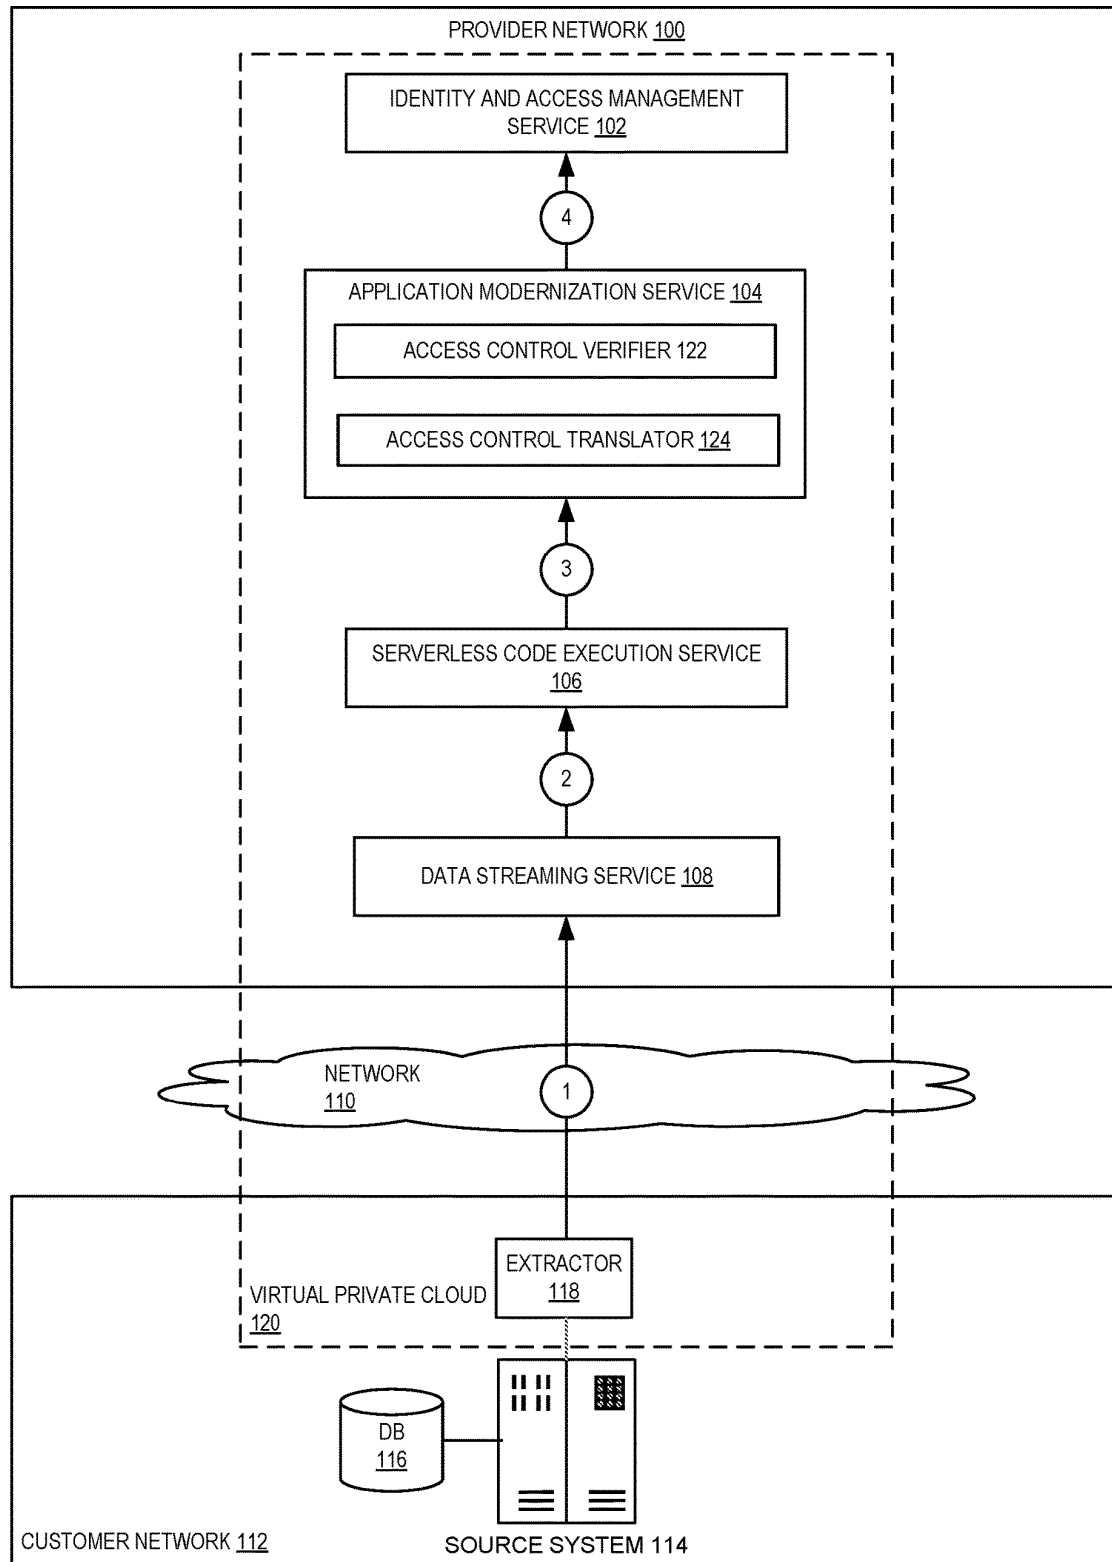 PROVIDER NETWORK 100
IDENTITY AND ACCESS MANAGEMENT
SERVICE 102
4
APPLICATION MODERNIZATION SERVICE 104
ACCESS CONTROL VERIFIER 122
ACCESS CONTROL TRANSLATOR 124
3
SERVERLESS CODE EXECUTION SERVICE
106
2
DATA STREAMING SERVICE 108
NETWORK
110
1
EXTRACTOR
118
VIRTUAL PRIVATE CLOUD
120
DB
116
CUSTOMER NETWORK 112
SOURCE SYSTEM 114